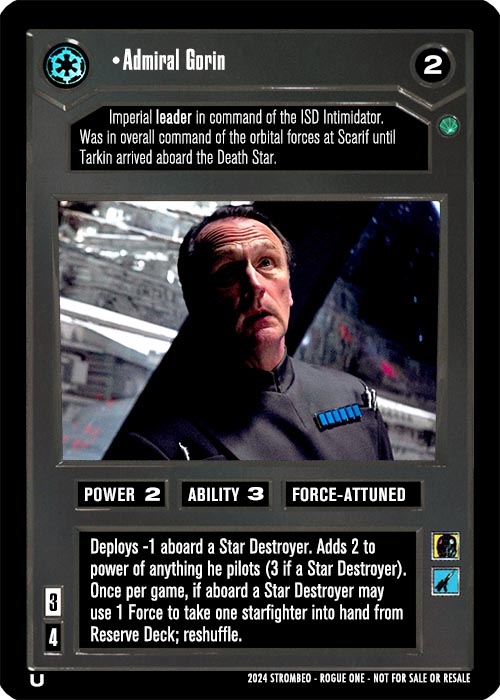 •Admiral Gorin
2
Imperial leader in command of the ISD Intimidator.
Was in overall command of the orbital forces at Scarif until
Tarkin arrived aboard the Death Star.
POWER 2
ABILITY 3
FORCE-ATTUNED
Deploys -1 aboard a Star Destroyer. Adds 2 to
power of anything he pilots (3 if a Star Destroyer).
Once per game, if aboard a Star Destroyer may
use 1 Force to take one starfighter into hand from
Reserve Deck; reshuffle.
3
4
U
2024 STROMBEO - ROGUE ONE - NOT FOR SALE OR RESALE